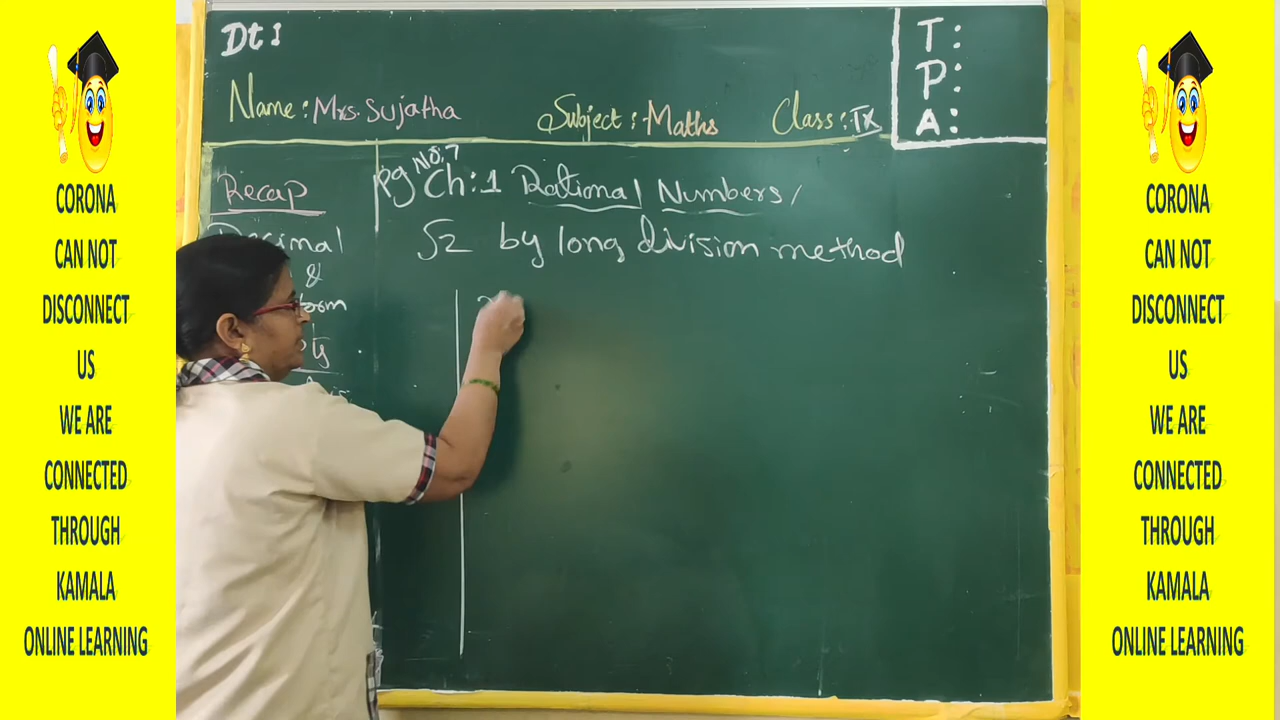 CORONA
CAN NOT
DISCONNECT
US
WE ARE
CONNECTED
THROUGH
KAMALA
ONLINE LEARNING
Dt:
Name: Mrs. Sujatha Subject: Maths Class: IX
T:
P:
A:
Recap
Decimal
&
pg No. 7 Ch: 1 Rational Numbers /
√2 by long division method
CORONA
CAN NOT
DISCONNECT
US
WE ARE
CONNECTED
THROUGH
KAMALA
ONLINE LEARNING